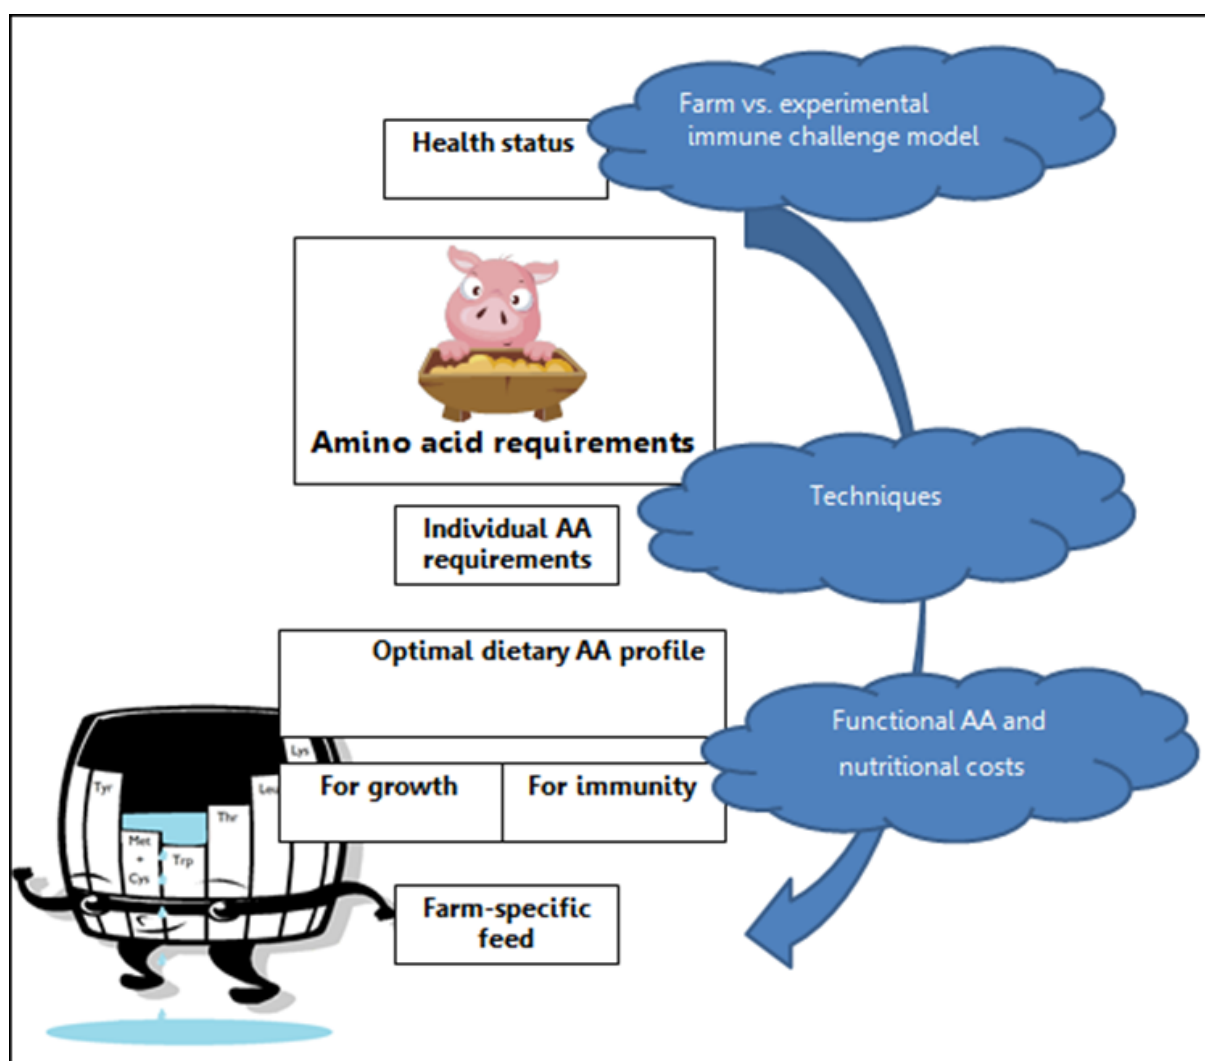 Farm vs. experimental
immune challenge model
Health status
Amino acid requirements
Techniques
Individual AA
requirements
Optimal dietary AA profile
Functional AA and
nutritional costs
For growth
For immunity
Lys
Tyr
Leu
Thr
Met
+
Cys
Trp
Farm-specific
feed